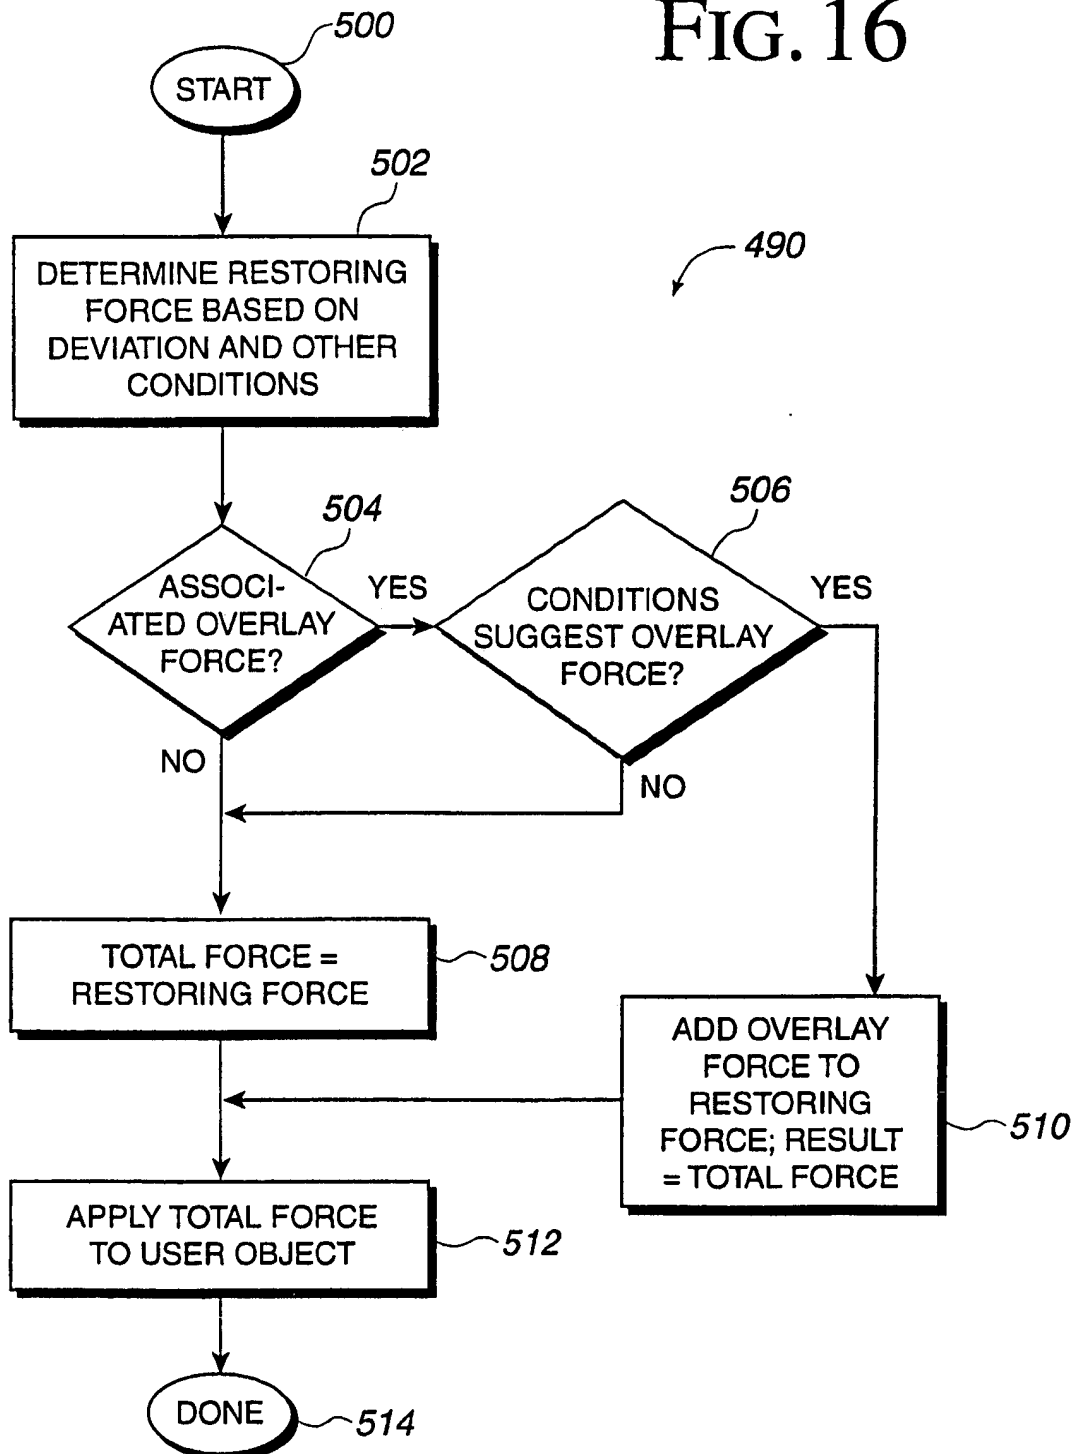 FIG. 16
500
START
502
490
DETERMINE RESTORING
FORCE BASED ON
DEVIATION AND OTHER
CONDITIONS
504
506
ASSOCI-
ATED OVERLAY
FORCE?
YES
CONDITIONS
SUGGEST OVERLAY
FORCE?
YES
NO
NO
TOTAL FORCE =
RESTORING FORCE
508
ADD OVERLAY
FORCE TO
RESTORING
FORCE; RESULT
= TOTAL FORCE
510
APPLY TOTAL FORCE
TO USER OBJECT
512
DONE
514